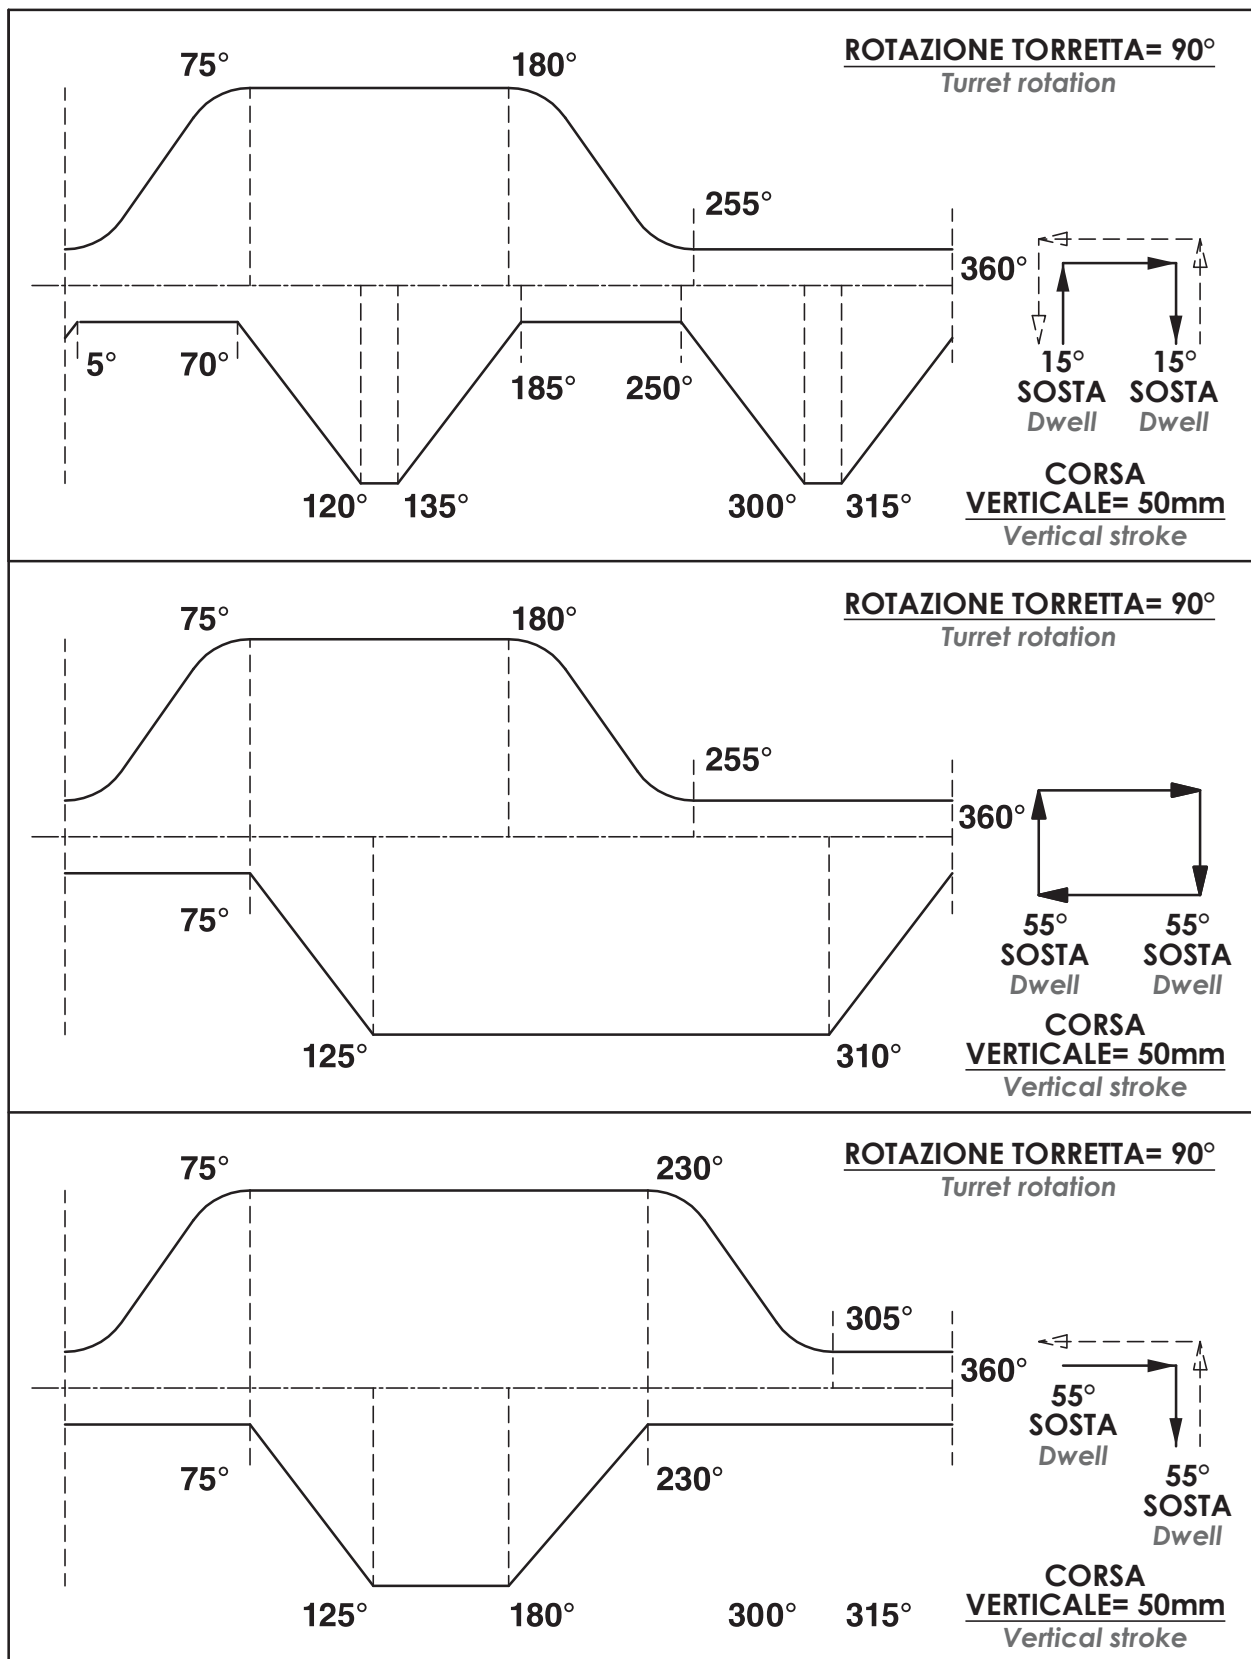 ROTAZIONE TORRETTA= 90°
Turret rotation
75°
180°
255°
360°
5°
70°
185°
250°
15°
SOSTA
Dwell
15°
SOSTA
Dwell
120°
135°
300°
315°
CORSA
VERTICALE= 50mm
Vertical stroke
ROTAZIONE TORRETTA= 90°
Turret rotation
75°
180°
255°
360°
75°
55°
SOSTA
Dwell
55°
SOSTA
Dwell
125°
310°
CORSA
VERTICALE= 50mm
Vertical stroke
ROTAZIONE TORRETTA= 90°
Turret rotation
75°
230°
305°
360°
75°
230°
55°
SOSTA
Dwell
55°
SOSTA
Dwell
125°
180°
300°
315°
CORSA
VERTICALE= 50mm
Vertical stroke